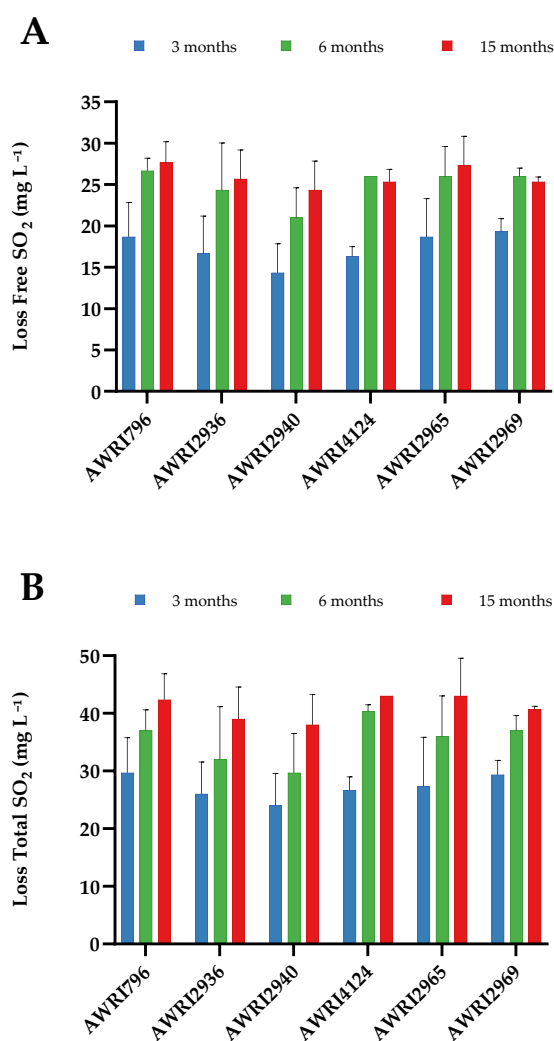 A
3 months 6 months 15 months
Loss Free SO₂ (mg L⁻¹)
35
30
25
20
15
10
5
0
AWRI796 AWRI2936 AWRI2940 AWRI4124 AWRI2965 AWRI2969
B
3 months 6 months 15 months
Loss Total SO₂ (mg L⁻¹)
50
40
30
20
10
0
AWRI796 AWRI2936 AWRI2940 AWRI4124 AWRI2965 AWRI2969